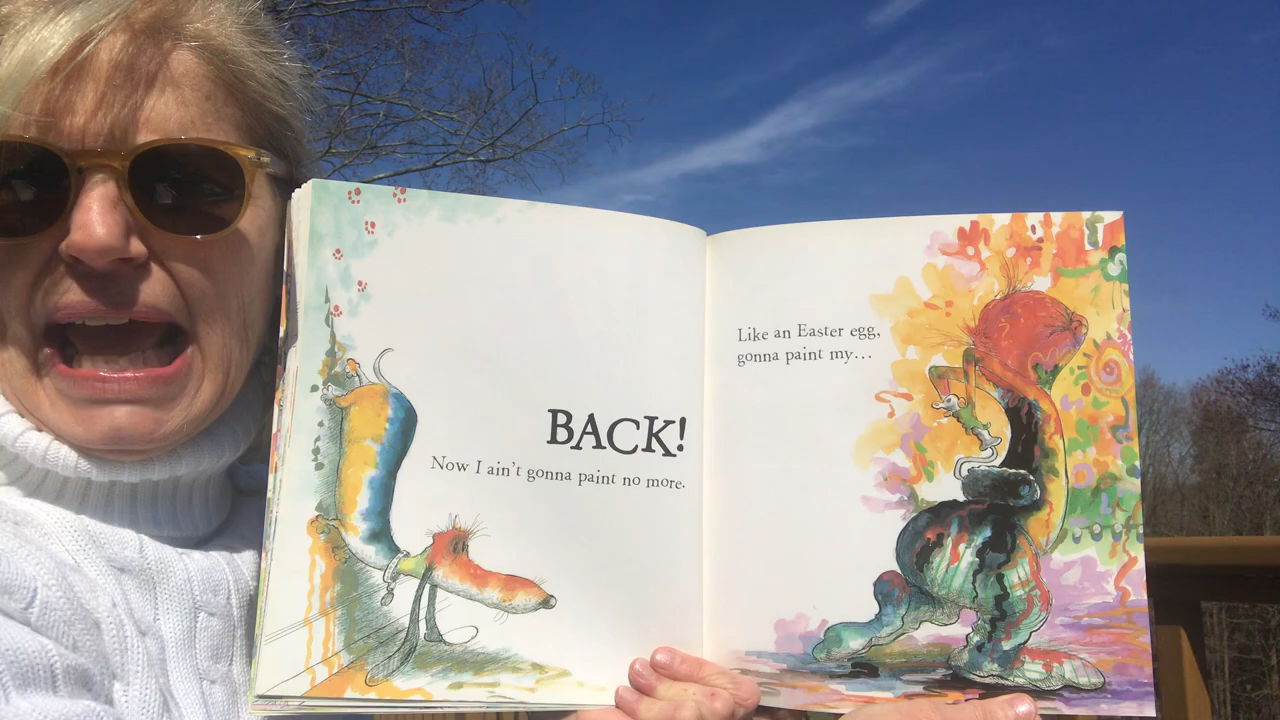 BACK!
Now I ain't gonna paint no more.
Like an Easter egg,
gonna paint my...